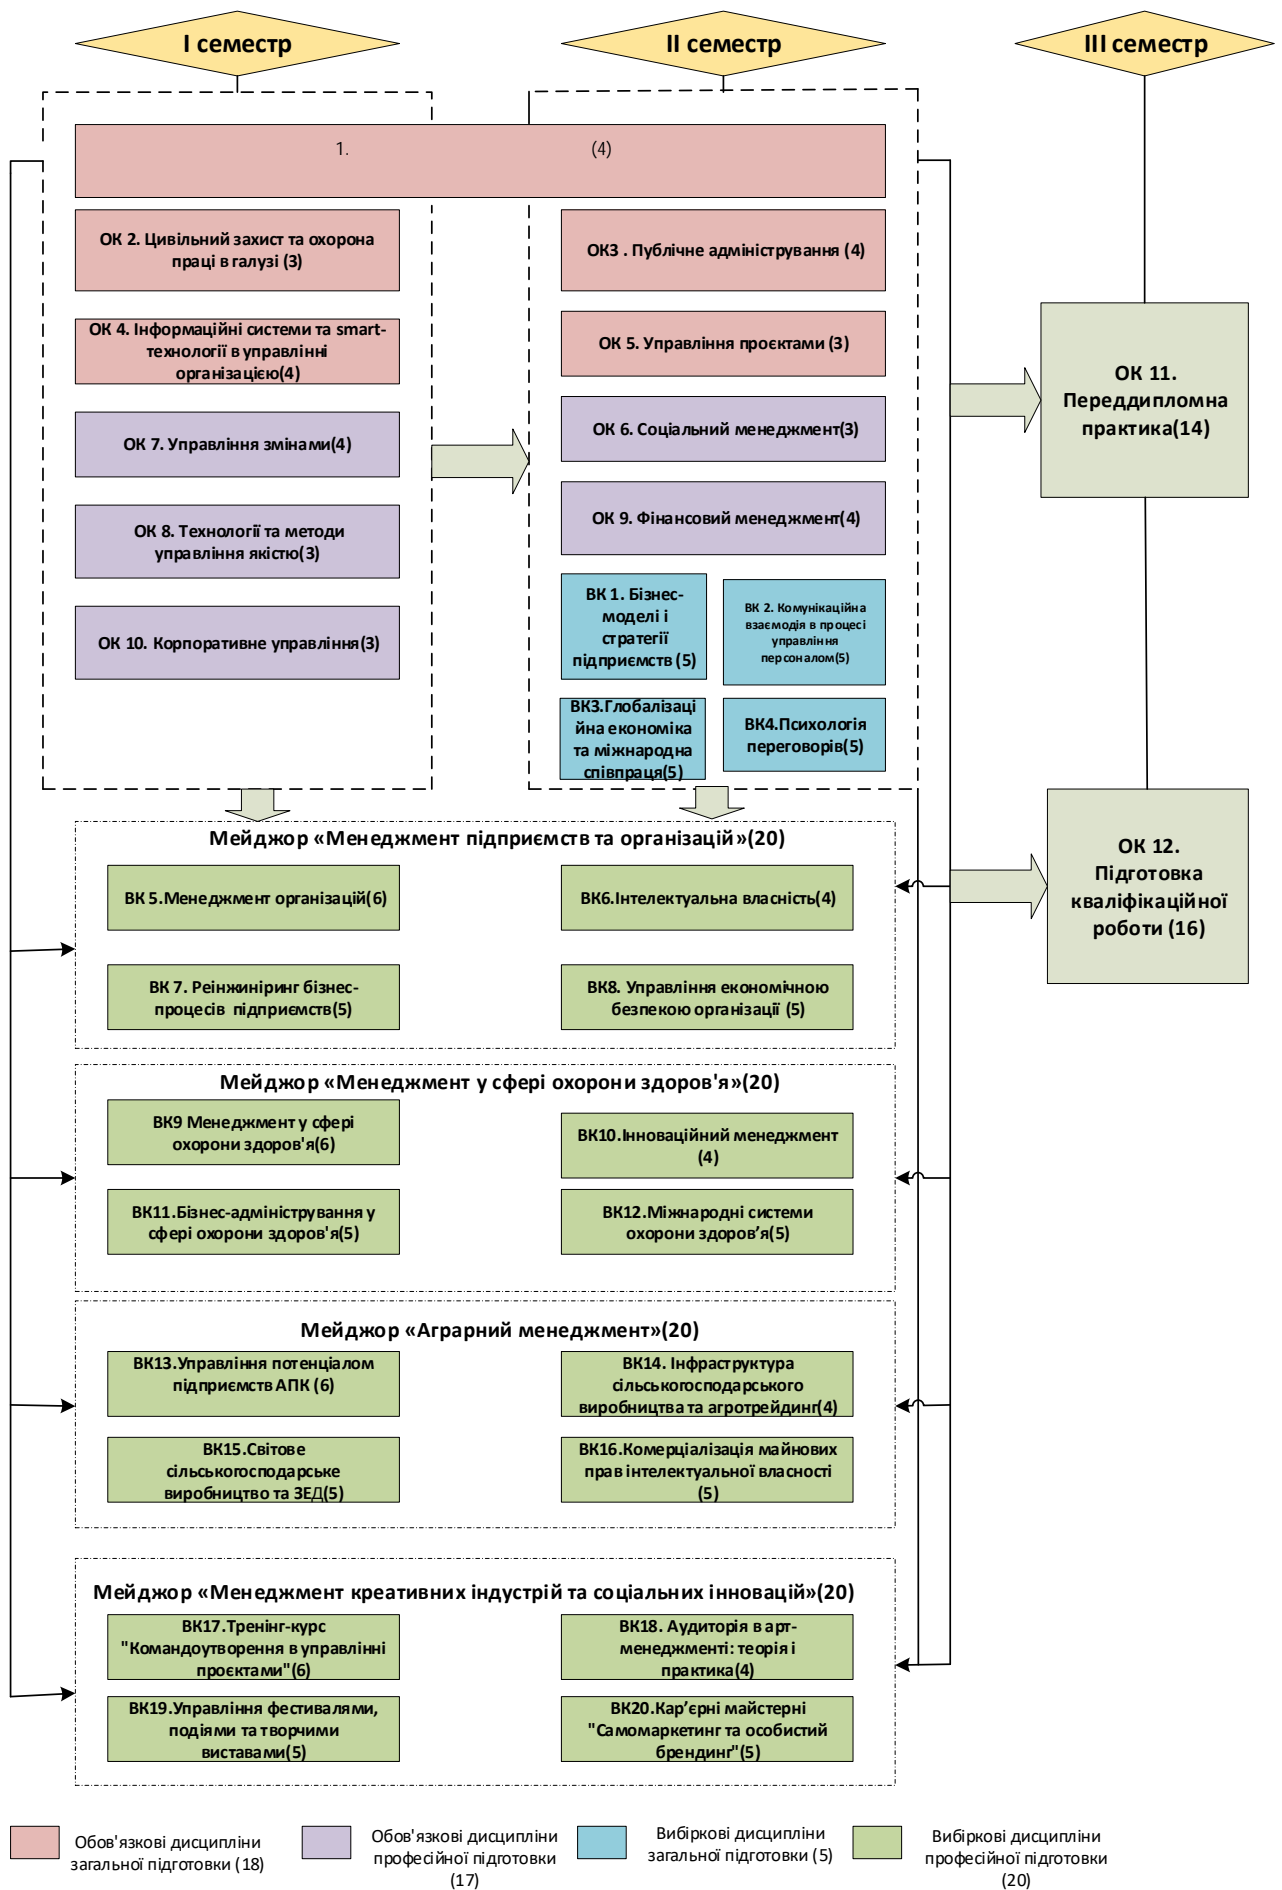 І семестр
ІІ семестр
ІІІ семестр
1. (4)
ОК 2. Цивільний захист та охорона
праці в галузі (3)
ОК3 . Публічне адміністрування (4)
ОК 4. Інформаційні системи та smart-
технології в управлінні
організацією(4)
ОК 5. Управління проєктами (3)
ОК 7. Управління змінами(4)
ОК 6. Соціальний менеджмент(3)
ОК 8. Технології та методи
управління якістю(3)
ОК 9. Фінансовий менеджмент(4)
ОК 10. Корпоративне управління(3)
ВК 1. Бізнес-
моделі і
стратегії
підприємств (5)
ВК 2. Комунікаційна
взаємодія в процесі
управління
персоналом(5)
ВК3.Глобалізаці
йна економіка
та міжнародна
співпраця(5)
ВК4.Психологія
переговорів(5)
ОК 11.
Переддипломна
практика(14)
ОК 12.
Підготовка
кваліфікаційної
роботи (16)
Мейджор «Менеджмент підприємств та організацій»(20)
ВК 5.Менеджмент організацій(6)
ВК6.Інтелектуальна власність(4)
ВК 7. Реінжиніринг бізнес-
процесів підприємств(5)
ВК8. Управління економічною
безпекою організації (5)
Мейджор «Менеджмент у сфері охорони здоров'я»(20)
ВК9 Менеджмент у сфері
охорони здоров'я(6)
ВК10.Інноваційний менеджмент
(4)
ВК11.Бізнес-адміністрування у
сфері охорони здоров'я(5)
ВК12.Міжнародні системи
охорони здоров’я(5)
Мейджор «Аграрний менеджмент»(20)
ВК13.Управління потенціалом
підприємств АПК (6)
ВК14. Інфраструктура
сільськогосподарського
виробництва та агротрейдинг(4)
ВК15.Світове
сільськогосподарське
виробництво та ЗЕД(5)
ВК16.Комерціалізація майнових
прав інтелектуальної власності
(5)
Мейджор «Менеджмент креативних індустрій та соціальних інновацій»(20)
ВК17.Тренінг-курс
"Командоутворення в управлінні
проєктами"(6)
ВК18. Аудиторія в арт-
менеджменті: теорія і
практика(4)
ВК19.Управління фестивалями,
подіями та творчими
виставами(5)
ВК20.Кар’єрні майстерні
"Самомаркетинг та особистий
брендинг"(5)
Обов'язкові дисципліни
загальної підготовки (18)
Обов'язкові дисципліни
професійної підготовки
(17)
Вибіркові дисципліни
загальної підготовки (5)
Вибіркові дисципліни
професійної підготовки
(20)